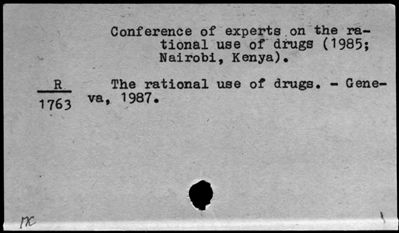 Conference of experts on the ra-
tional use of drugs (1985;
Nairobi, Kenya).
R The rational use of drugs. - Gene-
1763 va, 1987.